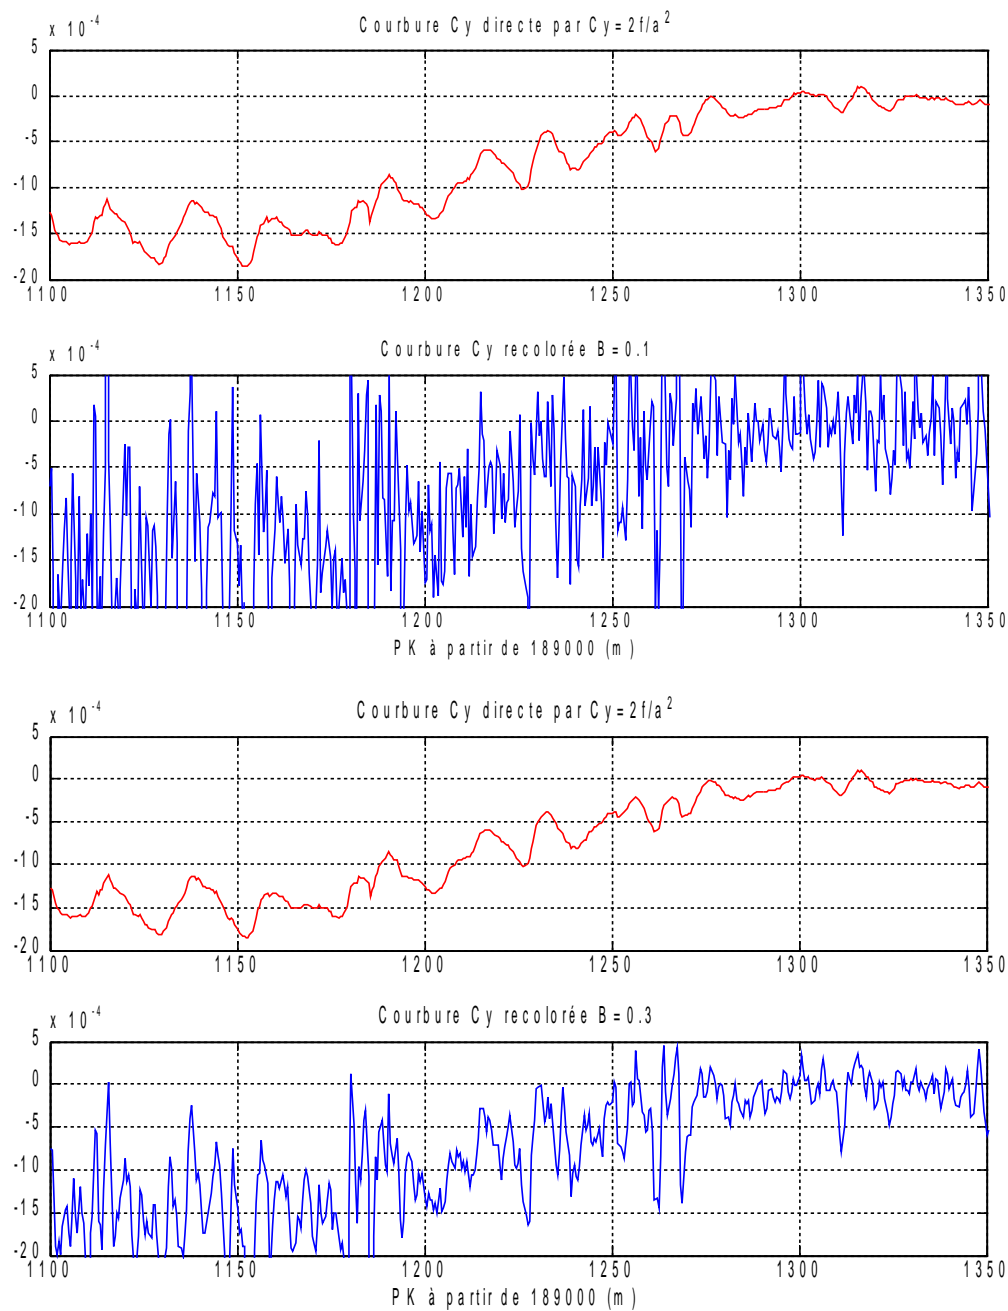 Courbure Cy directe par Cy=2f/a²
x 10⁻⁴
5
0
-5
-10
-15
-20
1100 1150 1200 1250 1300 1350
Courbure Cy recolorée B=0.1
x 10⁻⁴
5
0
-5
-10
-15
-20
1100 1150 1200 1250 1300 1350
PK à partir de 189000 (m)
Courbure Cy directe par Cy=2f/a²
x 10⁻⁴
5
0
-5
-10
-15
-20
1100 1150 1200 1250 1300 1350
Courbure Cy recolorée B=0.3
x 10⁻⁴
5
0
-5
-10
-15
-20
1100 1150 1200 1250 1300 1350
PK à partir de 189000 (m)